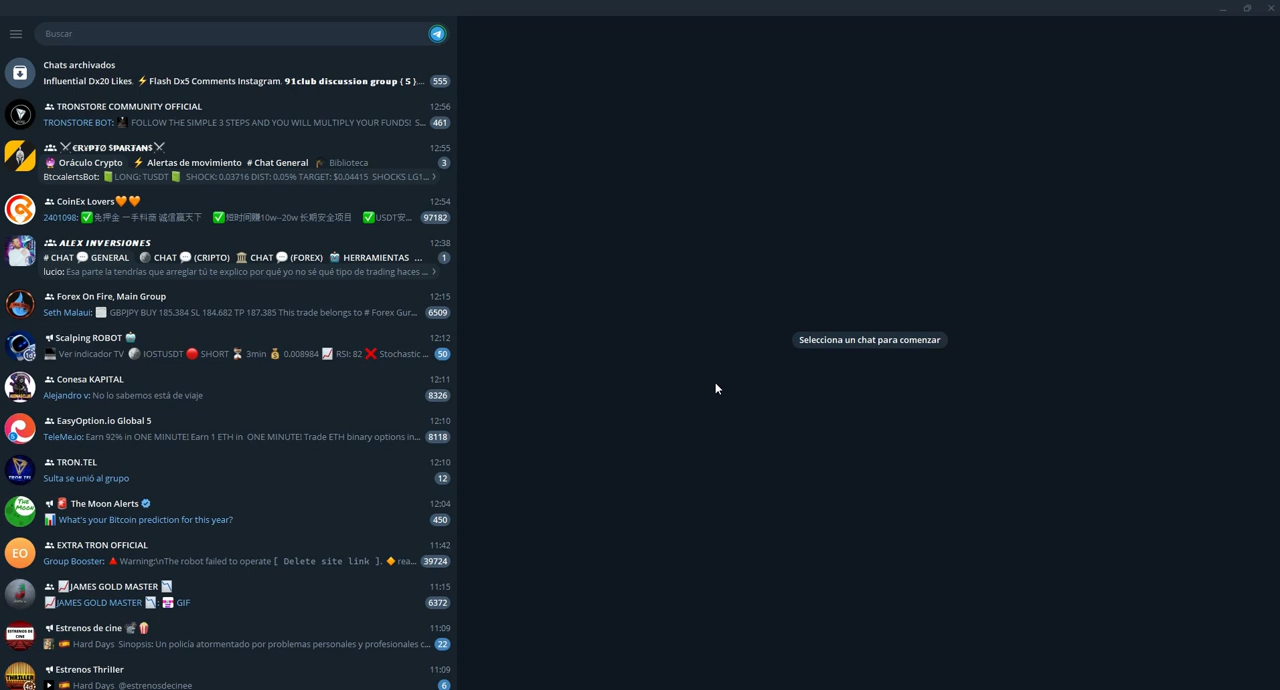 Buscar
Chats archivados
Influential Dx20 Likes. ⚡Flash Dx5 Comments Instagram. 91club discussion group { S }.... 555
TRONSTORE COMMUNITY OFFICIAL 12:56
TRONSTORE BOT: FOLLOW THE SIMPLE 3 STEPS AND YOU WILL MULTIPLY YOUR FUNDS! S... 461
⚔€RYPTØ $PARTAN$⚔ 12:55
Oráculo Crypto ⚡ Alertas de movimiento # Chat General 🎓 Biblioteca 3
BtcxalertsBot: 📗LONG: TUSDT📗 SHOCK: 0.03716 DIST: 0.05% TARGET: $0.04415 SHOCKS LG1... >
CoinEx Lovers🧡🧡 12:54
2401098: ✅免押金 一手料商 诚信赢天下 ✅短时间赚10w--20w 长期安全项目 ✅USDT安... 97182
ALEX INVERSIONES 12:38
# CHAT 💬 GENERAL CHAT 💬 (CRIPTO) 🏛 CHAT 💬 (FOREX) 🤖 HERRAMIENTAS ... 1
lucio: Esa parte la tendrías que arreglar tú te explico por qué yo no sé qué tipo de trading haces ... >
Forex On Fire, Main Group 12:15
Seth Malaui: GBPJPY BUY 185.384 SL 184.682 TP 187.385 This trade belongs to # Forex Gur... 6509
Scalping ROBOT 🤖 12:12
Ver indicador TV IOSTUSDT 🔴 SHORT ⏳ 3min 💰 0.008984 📈 RSI: 82 ❌ Stochastic ... 50
Conesa KAPITAL 12:11
Alejandro v: No lo sabemos está de viaje 8326
EasyOption.io Global 5 12:10
TeleMe.io: Earn 92% in ONE MINUTE! Earn 1 ETH in ONE MINUTE! Trade ETH binary options in... 8118
TRON.TEL 12:10
Sulta se unió al grupo 12
🚨 The Moon Alerts 12:04
📊 What's your Bitcoin prediction for this year? 450
EO EXTRA TRON OFFICIAL 11:42
Group Booster: 🔺 Warning:\nThe robot failed to operate [ Delete site link ]. 🔶 rea... 39724
📈JAMES GOLD MASTER 📉 11:15
📈JAMES GOLD MASTER 📉: GIF 6372
Estrenos de cine 🎥🍿 11:09
🇪🇸 Hard Days Sinopsis: Un policía atormentado por problemas personales y profesionales c... 22
Estrenos Thriller 11:09
🇪🇸 Hard Days @estrenosdecinee 6
Selecciona un chat para comenzar